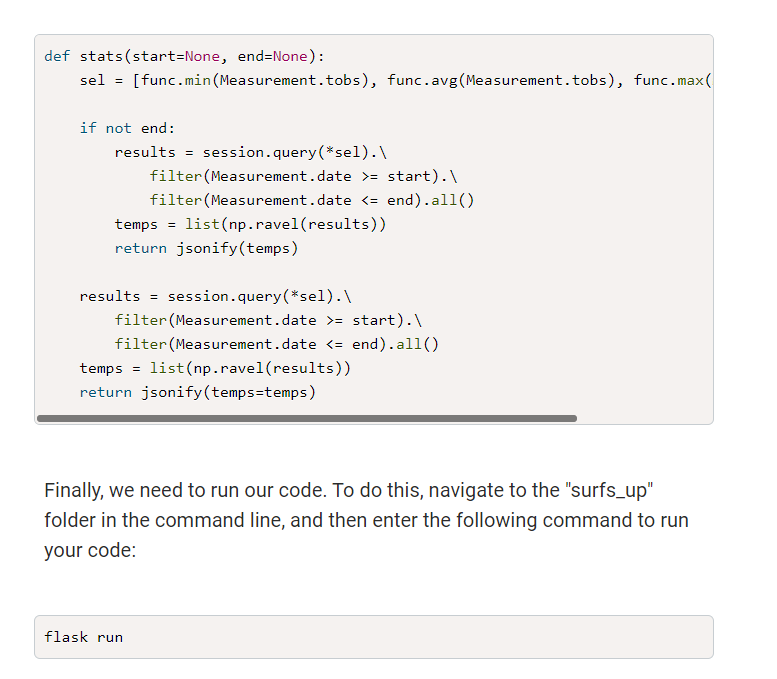 def stats(start=None, end=None):
    sel = [func.min(Measurement.tobs), func.avg(Measurement.tobs), func.max(
    if not end:
        results = session.query(*sel).\
            filter(Measurement.date >= start).\
            filter(Measurement.date <= end).all()
        temps = list(np.ravel(results))
        return jsonify(temps)
    results = session.query(*sel).\
        filter(Measurement.date >= start).\
        filter(Measurement.date <= end).all()
    temps = list(np.ravel(results))
    return jsonify(temps=temps)
Finally, we need to run our code. To do this, navigate to the "surfs_up"
folder in the command line, and then enter the following command to run
your code:
flask run